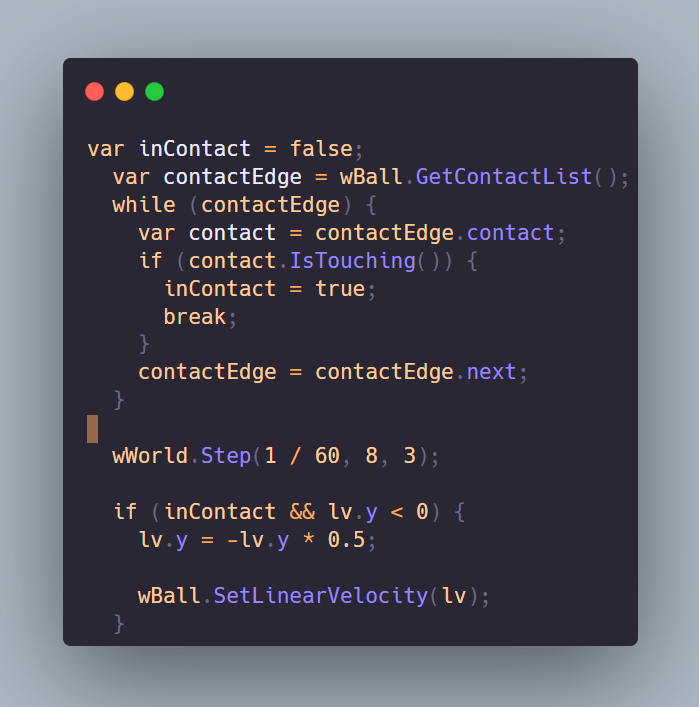 var inContact = false;
  var contactEdge = wBall.GetContactList();
  while (contactEdge) {
    var contact = contactEdge.contact;
    if (contact.IsTouching()) {
      inContact = true;
      break;
    }
    contactEdge = contactEdge.next;
  }

  wWorld.Step(1 / 60, 8, 3);

  if (inContact && lv.y < 0) {
    lv.y = -lv.y * 0.5;

    wBall.SetLinearVelocity(lv);
  }